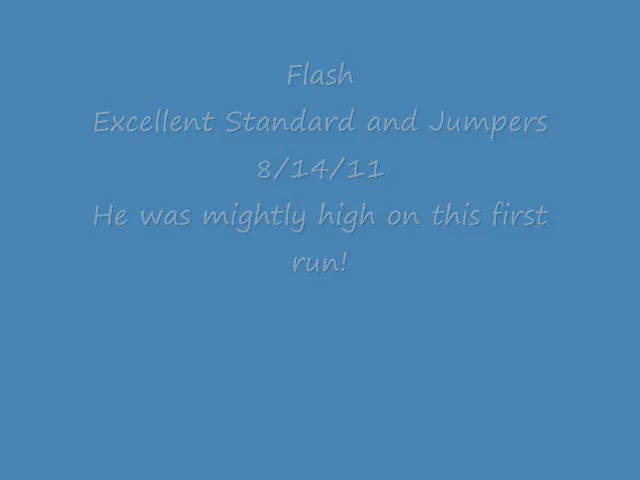 Flash
Excellent Standard and Jumpers
8/14/11
He was mightly high on this first
run!